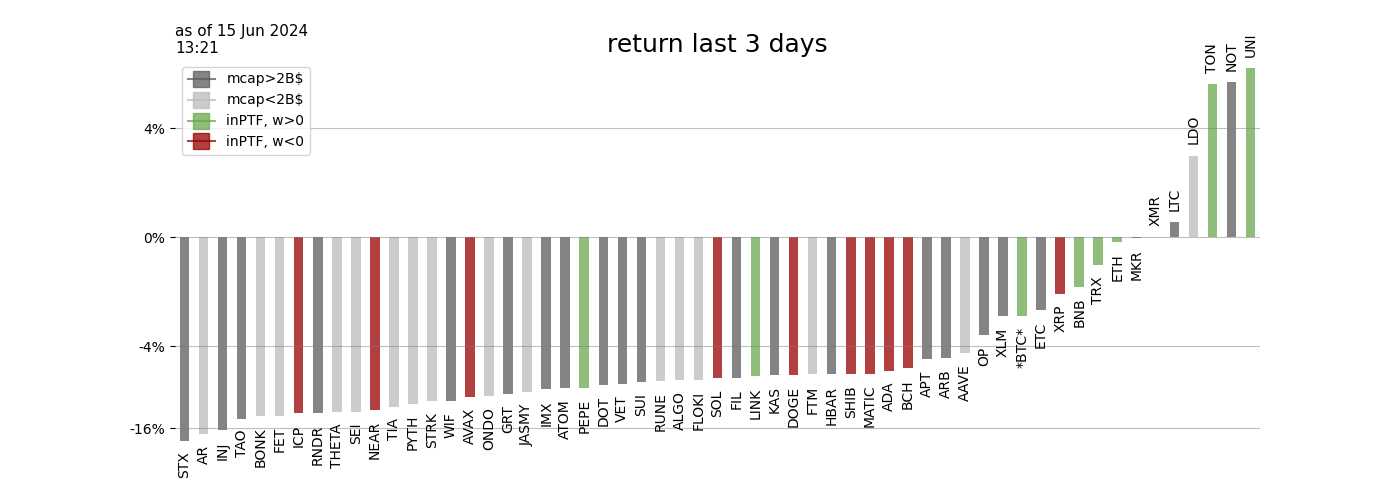 as of 15 Jun 2024
13:21
return last 3 days
mcap>2B$
mcap<2B$
inPTF, w>0
inPTF, w<0
4%
0%
-4%
-16%
STX
AR
INJ
TAO
BONK
FET
ICP
RNDR
THETA
SEI
NEAR
TIA
PYTH
STRK
WIF
AVAX
ONDO
GRT
JASMY
IMX
ATOM
PEPE
DOT
VET
SUI
RUNE
ALGO
FLOKI
SOL
FIL
LINK
KAS
DOGE
FTM
HBAR
SHIB
MATIC
ADA
BCH
APT
ARB
AAVE
OP
XLM
*BTC*
ETC
XRP
BNB
TRX
ETH
MKR
XMR
LTC
LDO
TON
NOT
UNI